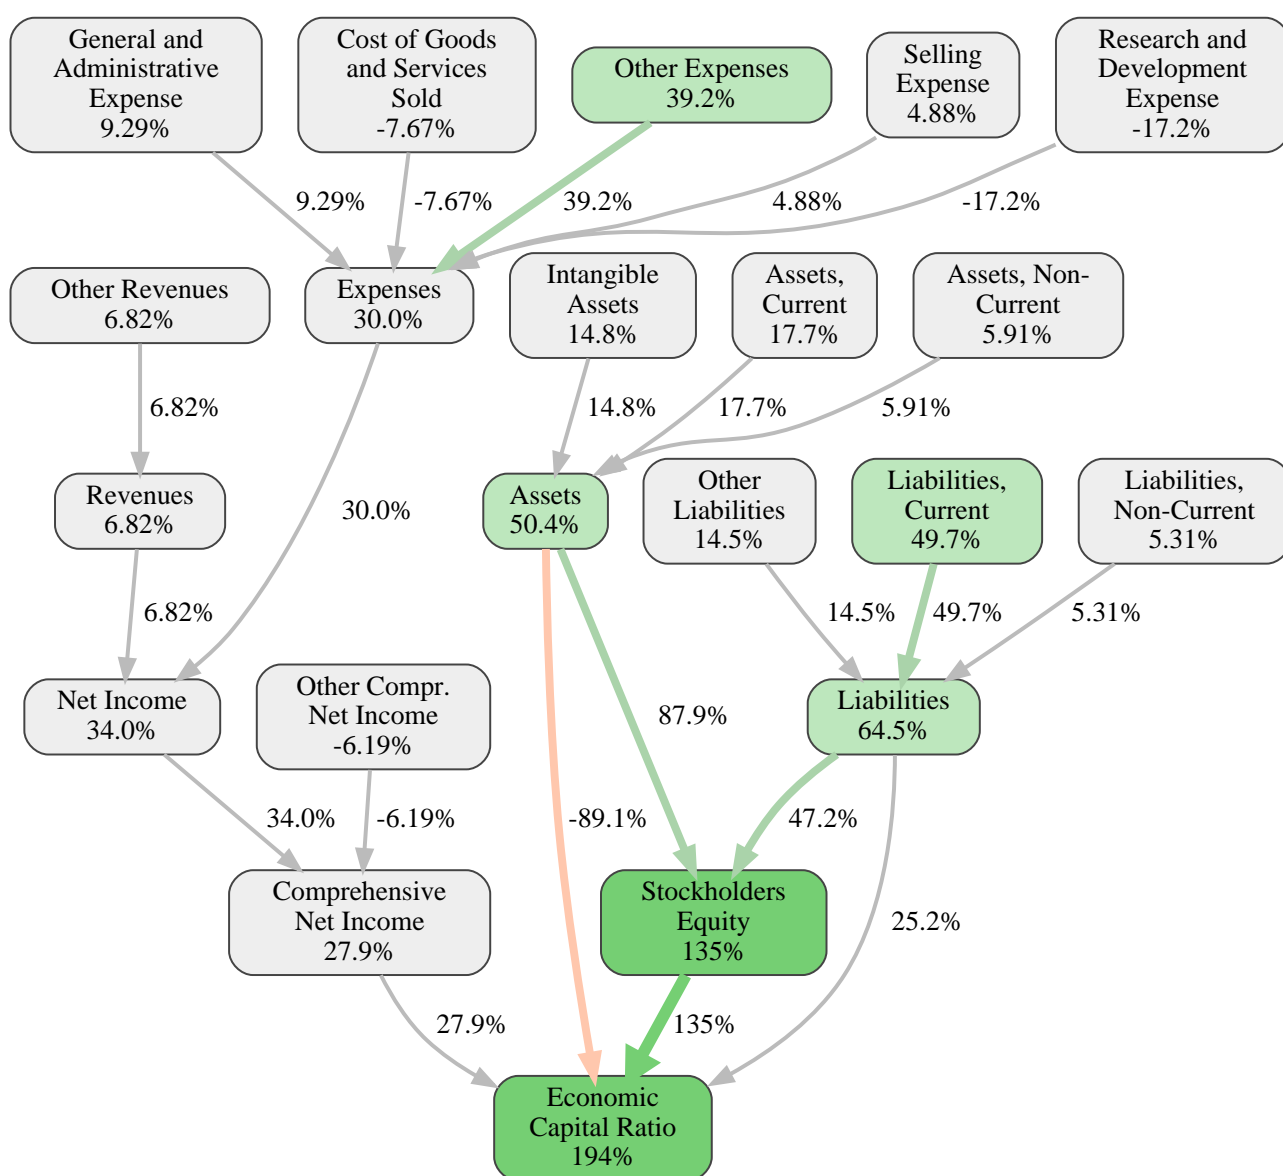 General and
Administrative
Expense
9.29%
Cost of Goods
and Services
Sold
-7.67%
Other Expenses
39.2%
Selling
Expense
4.88%
Research and
Development
Expense
-17.2%
9.29%
-7.67%
39.2%
4.88%
-17.2%
Other Revenues
6.82%
Expenses
30.0%
Intangible
Assets
14.8%
Assets,
Current
17.7%
Assets, Non-
Current
5.91%
6.82%
14.8%
17.7%
5.91%
Revenues
6.82%
30.0%
Assets
50.4%
Other
Liabilities
14.5%
Liabilities,
Current
49.7%
Liabilities,
Non-Current
5.31%
6.82%
14.5%
49.7%
5.31%
Net Income
34.0%
Other Compr.
Net Income
-6.19%
87.9%
Liabilities
64.5%
34.0%
-6.19%
-89.1%
47.2%
Comprehensive
Net Income
27.9%
Stockholders
Equity
135%
25.2%
27.9%
135%
Economic
Capital Ratio
194%